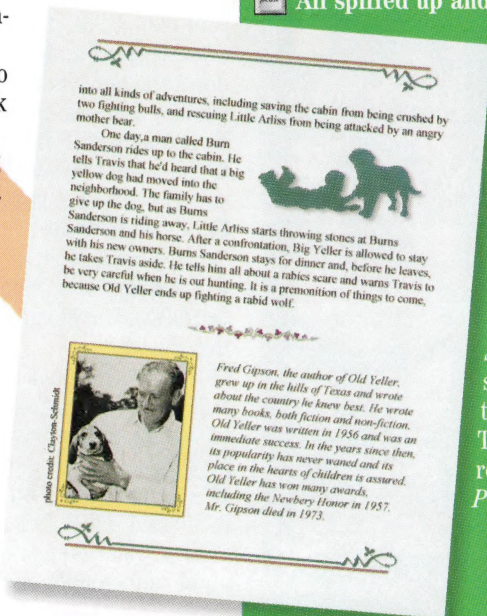 All spiffed up and
into all kinds of adventures, including saving the cabin from being crushed by
two fighting bulls, and rescuing Little Arliss from being attacked by an angry
mother bear.
One day,a man called Burn
Sanderson rides up to the cabin. He
tells Travis that he'd heard that a big
yellow dog had moved into the
neighborhood. The family has to
give up the dog, but as Burns
Sanderson is riding away, Little Arliss starts throwing stones at Burns
Sanderson and his horse. After a confrontation, Big Yeller is allowed to stay
with his new owners. Burns Sanderson stays for dinner and, before he leaves,
he takes Travis aside. He tells him all about a rabies scare and warns Travis to
be very careful when he is out hunting. It is a premonition of things to come,
because Old Yeller ends up fighting a rabid wolf.
photo credit: Clayton-Schmidt
Fred Gipson, the author of Old Yeller,
grew up in the hills of Texas and wrote
about the country he knew best. He wrote
many books, both fiction and non-fiction.
Old Yeller was written in 1956 and was an
immediate success. In the years since then,
its popularity has never waned and its
place in the hearts of children is assured.
Old Yeller has won many awards,
including the Newbery Honor in 1957.
Mr. Gipson died in 1973.